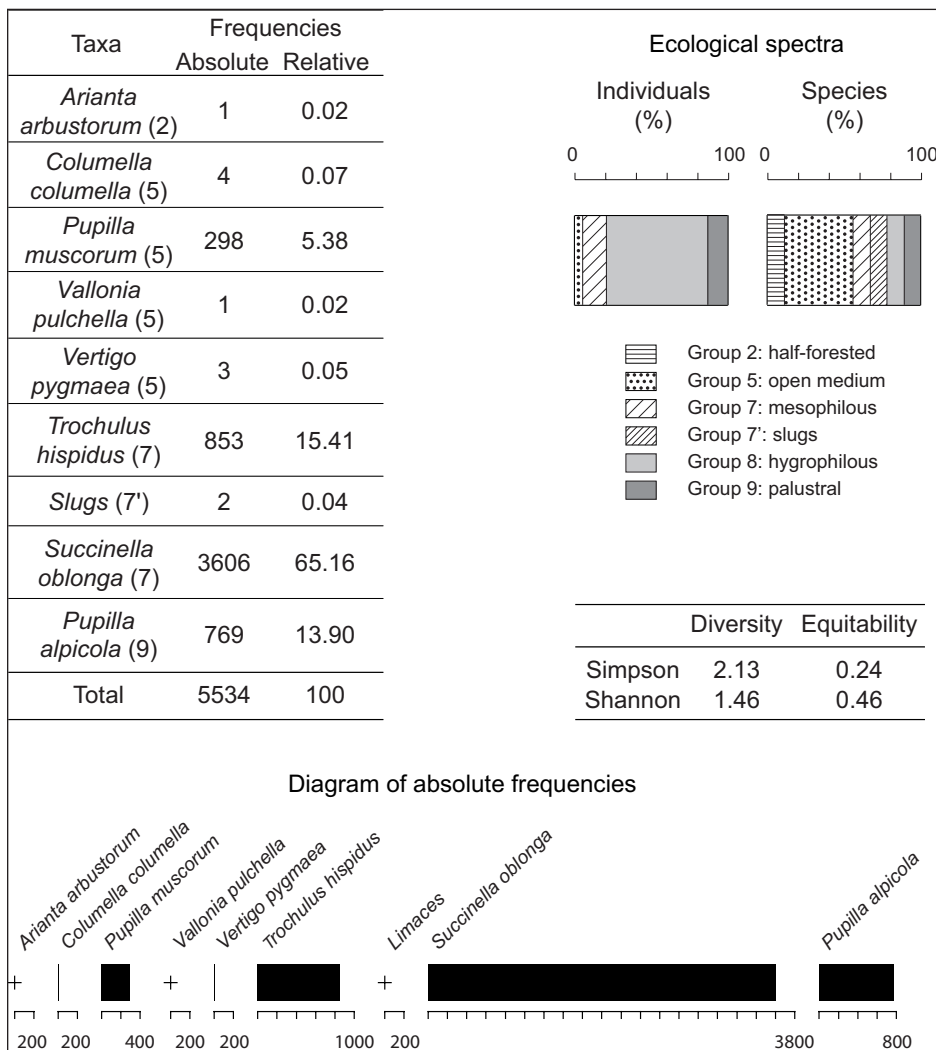 Taxa
Frequencies
Absolute Relative
Arianta
arbustorum (2)
1
0.02
Columella
columella (5)
4
0.07
Pupilla
muscorum (5)
298
5.38
Vallonia
pulchella (5)
1
0.02
Vertigo
pygmaea (5)
3
0.05
Trochulus
hispidus (7)
853
15.41
Slugs (7')
2
0.04
Succinella
oblonga (7)
3606
65.16
Pupilla
alpicola (9)
769
13.90
Total
5534
100
Ecological spectra
Individuals
(%)
0 100
Species
(%)
0 100
Group 2: half-forested
Group 5: open medium
Group 7: mesophilous
Group 7’: slugs
Group 8: hygrophilous
Group 9: palustral
Diversity Equitability
Simpson 2.13 0.24
Shannon 1.46 0.46
Diagram of absolute frequencies
Arianta arbustorum
Columella columella
Pupilla muscorum
Vallonia pulchella
Vertigo pygmaea
Trochulus hispidus
Limaces
Succinella oblonga
Pupilla alpicola
+ + +
200 200 400 200 200 1000 200 3800 800